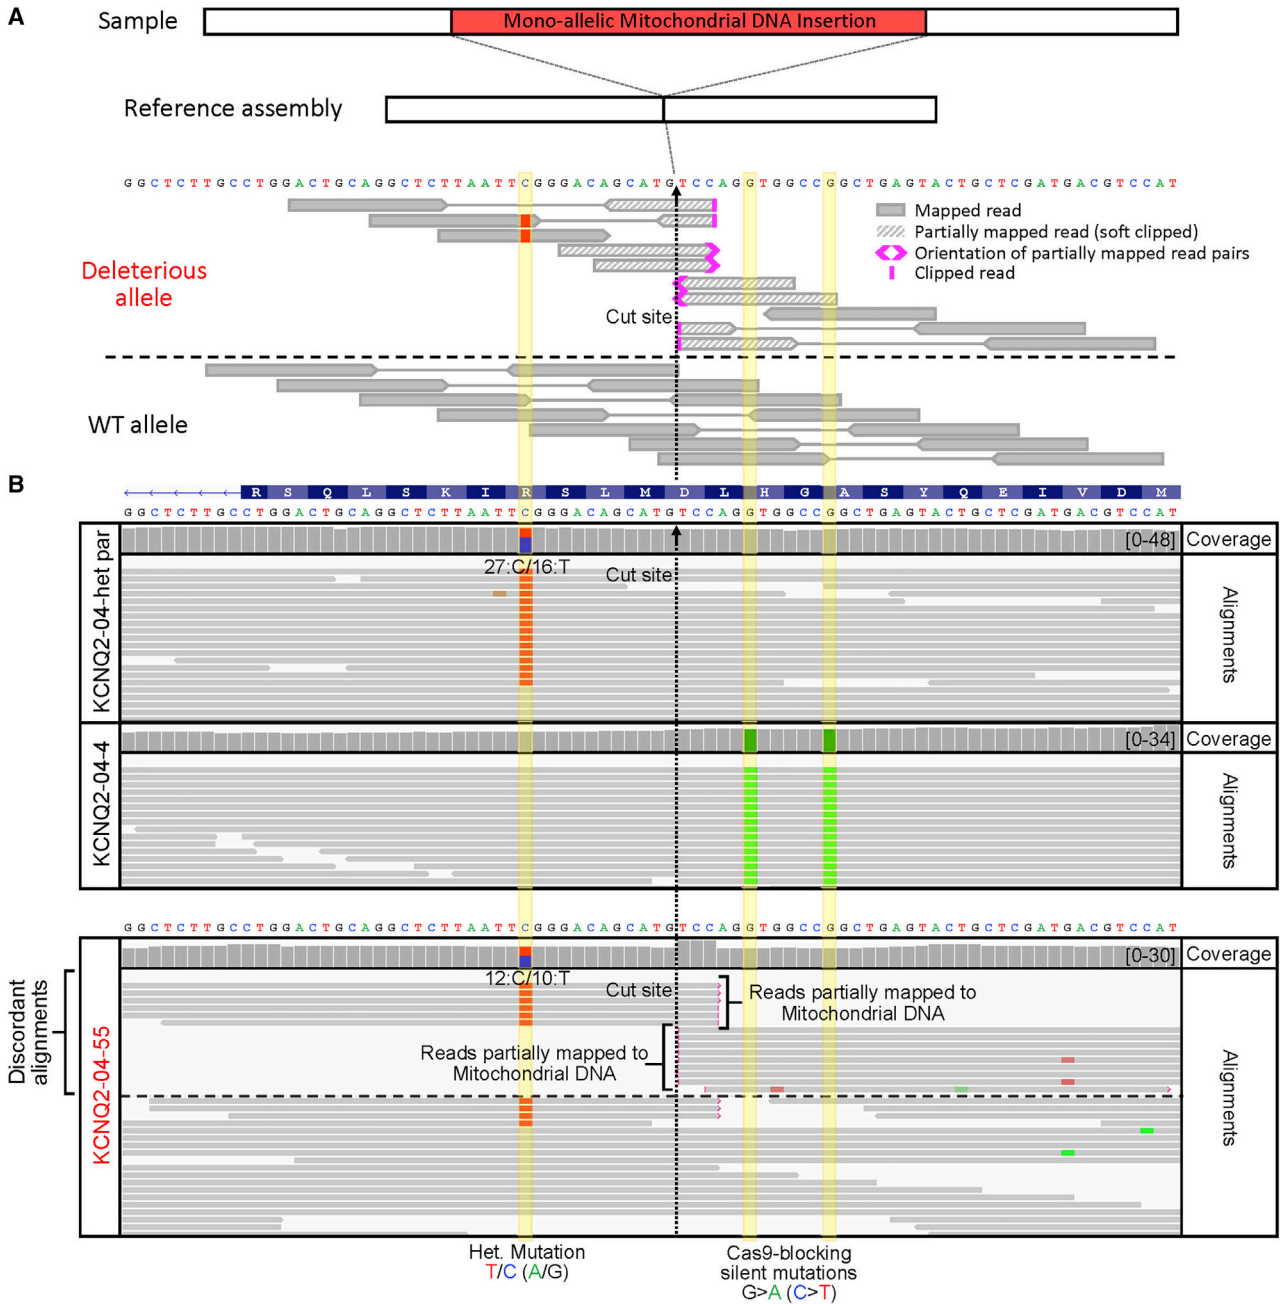 A
Sample
Mono-allelic Mitochondrial DNA Insertion
Reference assembly
GGCTCTTGCCTGGACTGCAGGCTCTTAATTCGGGACAGCATGTCCAGGTGGCCGGCTGAGTACTGCTCGATGACGTCCAT
Mapped read
Partially mapped read (soft clipped)
Orientation of partially mapped read pairs
Clipped read
Deleterious
allele
Cut site
WT allele
B
R S Q L S K I R S L M D L H G A S Y Q E I V D M
GGCTCTTGCCTGGACTGCAGGCTCTTAATTCGGGACAGCATGTCCAGGTGGCCGGCTGAGTACTGCTCGATGACGTCCAT
KCNQ2-04-het par
[0-48]
Coverage
27:C/16:T
Cut site
Alignments
KCNQ2-04-4
[0-34]
Coverage
Alignments
GGCTCTTGCCTGGACTGCAGGCTCTTAATTCGGGACAGCATGTCCAGGTGGCCGGCTGAGTACTGCTCGATGACGTCCAT
[0-30]
Coverage
12:C/10:T
Cut site
Reads partially mapped to
Mitochondrial DNA
Reads partially mapped to
Mitochondrial DNA
Discordant
alignments
KCNQ2-04-55
Alignments
Het. Mutation
T/C (A/G)
Cas9-blocking
silent mutations
G>A (C>T)